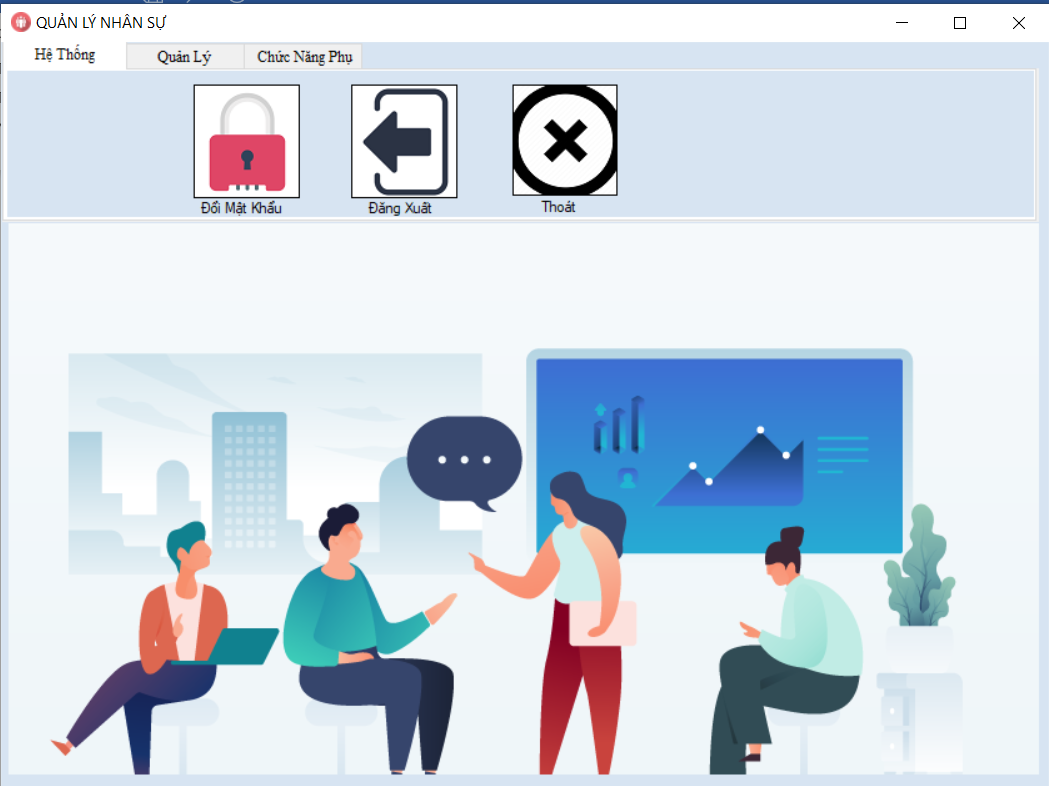 QUẢN LÝ NHÂN SỰ
Hệ Thống
Quản Lý
Chức Năng Phụ
Đổi Mật Khẩu
Đăng Xuất
Thoát